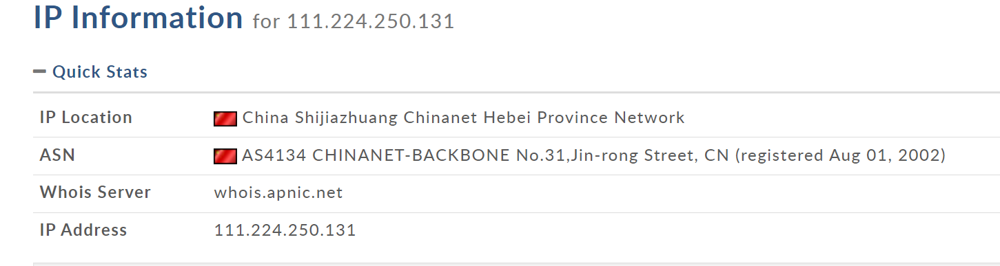 IP Information for 111.224.250.131
Quick Stats
IP Location China Shijiazhuang Chinanet Hebei Province Network
ASN AS4134 CHINANET-BACKBONE No.31,Jin-rong Street, CN (registered Aug 01, 2002)
Whois Server whois.apnic.net
IP Address 111.224.250.131